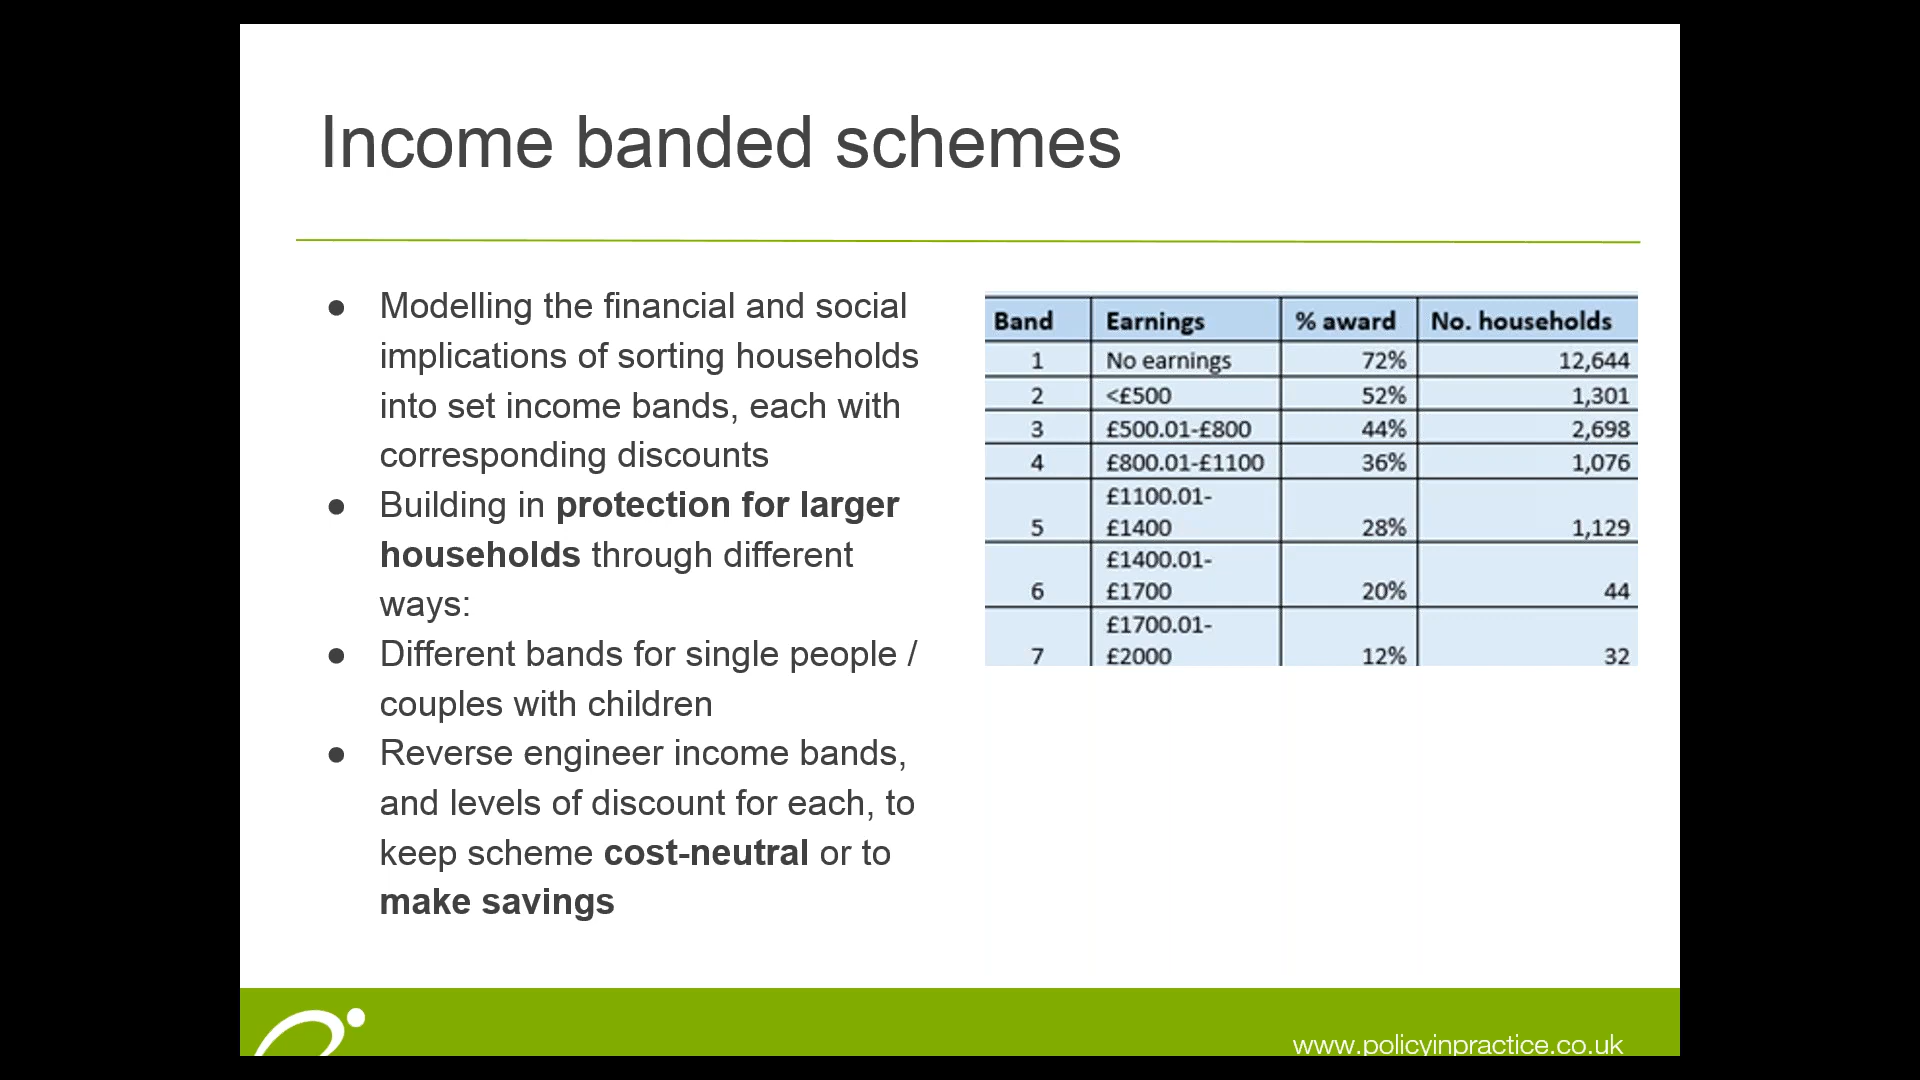 Income banded schemes
● Modelling the financial and social
implications of sorting households
into set income bands, each with
corresponding discounts
● Building in protection for larger
households through different
ways:
● Different bands for single people /
couples with children
● Reverse engineer income bands,
and levels of discount for each, to
keep scheme cost-neutral or to
make savings
Band Earnings % award No. households
1 No earnings 72% 12,644
2 <£500 52% 1,301
3 £500.01-£800 44% 2,698
4 £800.01-£1100 36% 1,076
£1100.01-
5 £1400 28% 1,129
£1400.01-
6 £1700 20% 44
£1700.01-
7 £2000 12% 32
www.policyinpractice.co.uk